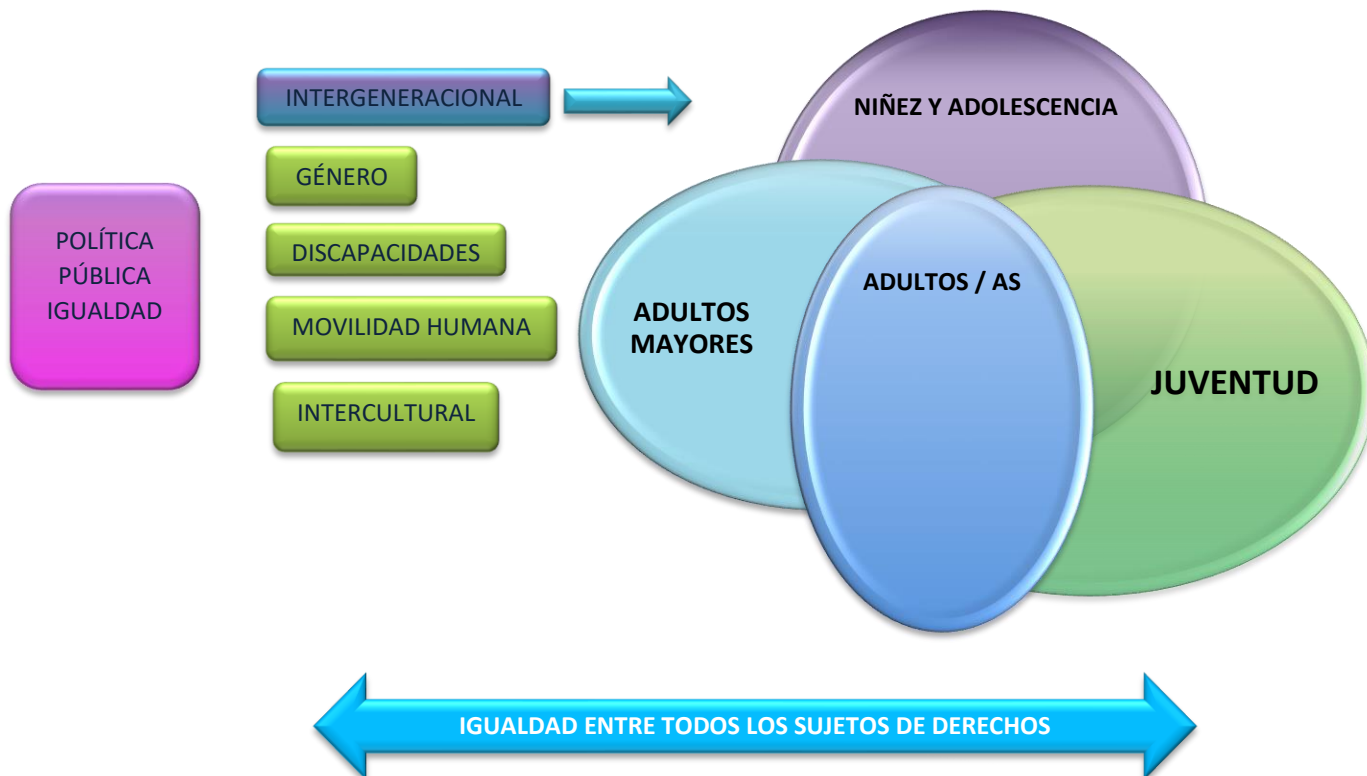 POLÍTICA
PÚBLICA
IGUALDAD
INTERGENERACIONAL
GÉNERO
DISCAPACIDADES
MOVILIDAD HUMANA
INTERCULTURAL
NIÑEZ Y ADOLESCENCIA
ADULTOS
MAYORES
ADULTOS / AS
JUVENTUD
IGUALDAD ENTRE TODOS LOS SUJETOS DE DERECHOS